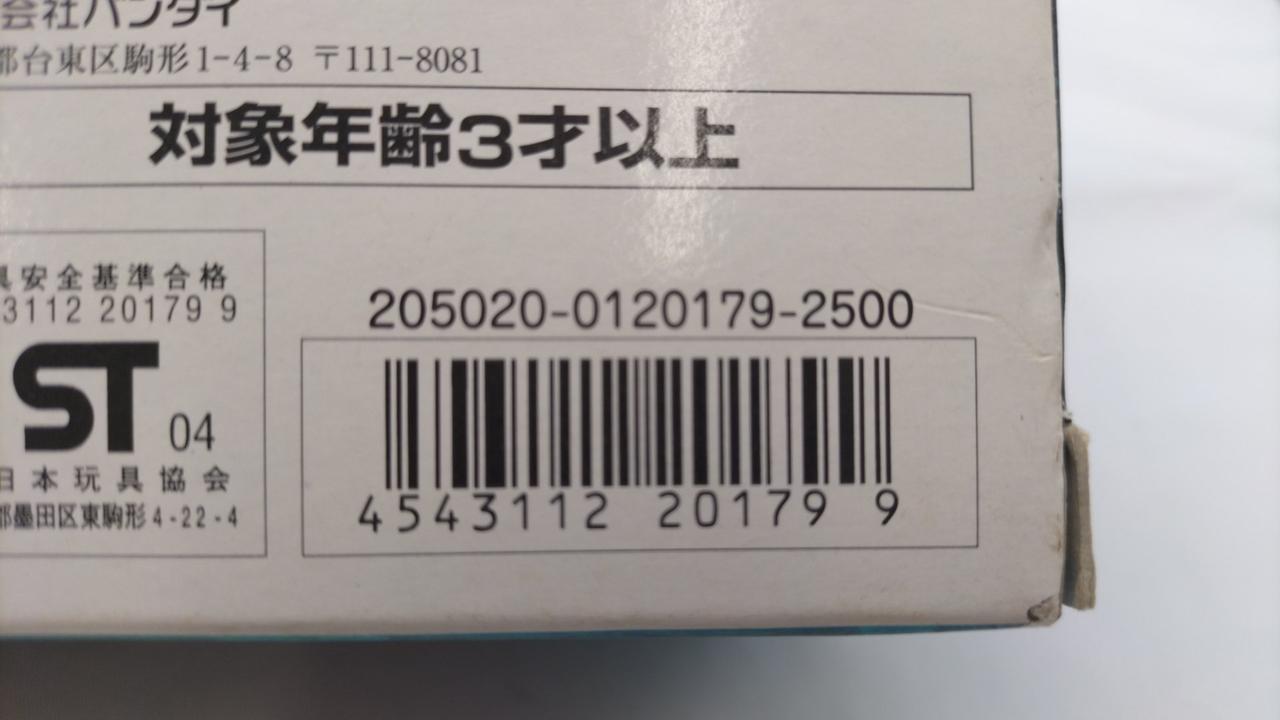 会社バンダイ
都台東区駒形1-4-8 〒111-8081
対象年齢3才以上
具安全基準合格
3112 20179 9
ST 04
日本玩具協会
都墨田区東駒形4-22-4
205020-0120179-2500
4543112 20179 9